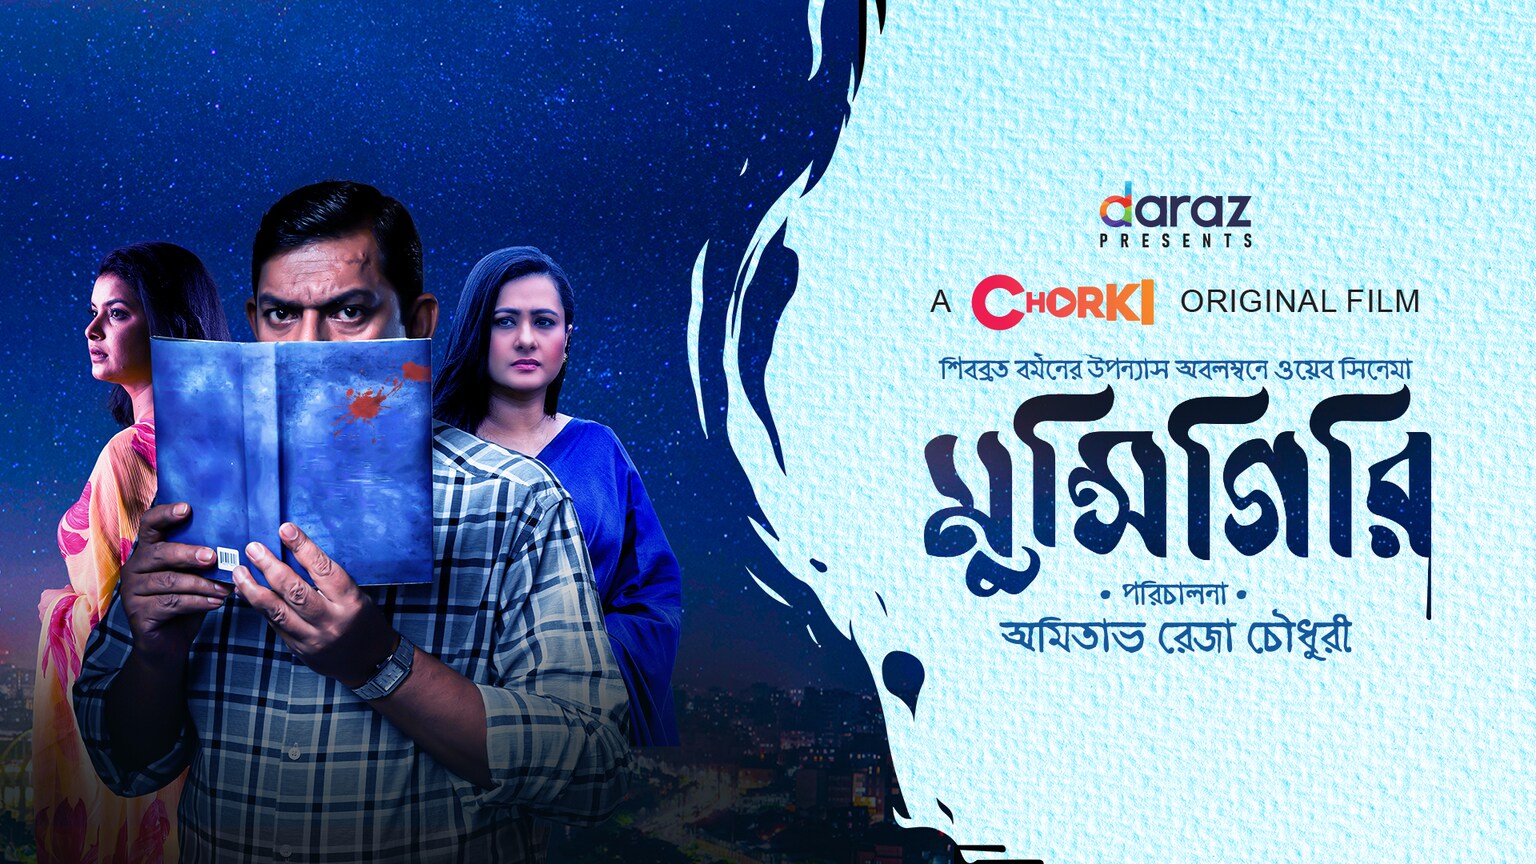 daraz
PRESENTS
A CHORKI ORIGINAL FILM
শিবব্রত বর্মনের উপন্যাস অবলম্বনে ওয়েব সিনেমা
মুন্সিগিরি
• পরিচালনা •
অমিতাভ রেজা চৌধুরী